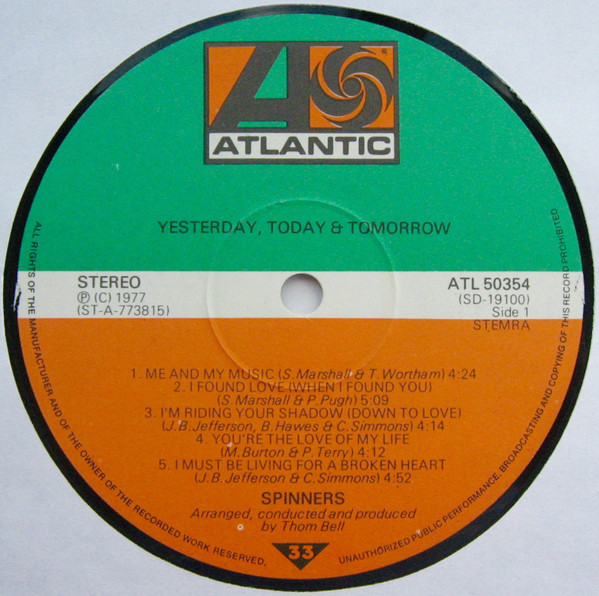 ATLANTIC
YESTERDAY, TODAY & TOMORROW
STEREO
Ⓟ (C) 1977
(ST-A-773815)
ATL 50354
(SD-19100)
Side 1
STEMRA
1. ME AND MY MUSIC (S. Marshall & T. Wortham) 4:24
2. I FOUND LOVE (WHEN I FOUND YOU)
(S. Marshall & P. Pugh) 5:09
3. I'M RIDING YOUR SHADOW (DOWN TO LOVE)
(J.B. Jefferson, B. Hawes & C. Simmons) 4:14
4. YOU'RE THE LOVE OF MY LIFE
(M. Burton & P. Terry) 4:12
5. I MUST BE LIVING FOR A BROKEN HEART
(J.B. Jefferson & C. Simmons) 4:52
SPINNERS
Arranged, conducted and produced
by Thom Bell
33
ALL RIGHTS OF THE MANUFACTURER AND OF THE OWNER OF THE RECORDED WORK RESERVED, UNAUTHORIZED PUBLIC PERFORMANCE, BROADCASTING AND COPYING OF THIS RECORD PROHIBITED